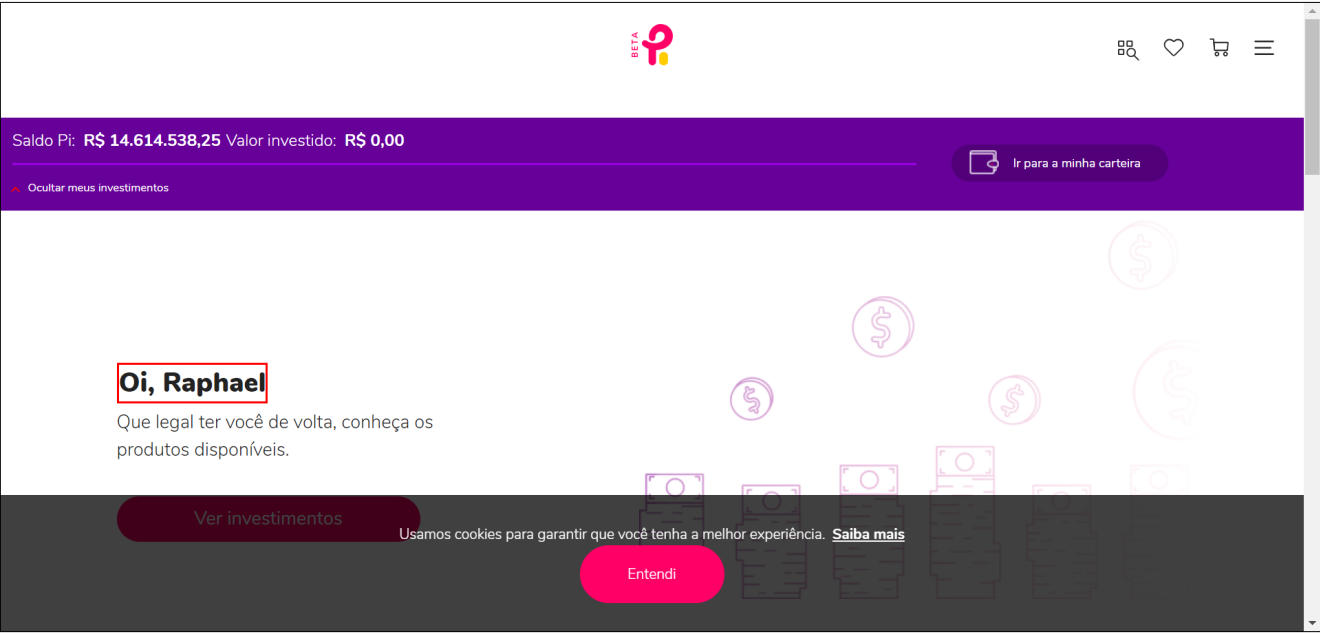 BETA
Saldo Pi: R$ 14.614.538,25 Valor investido: R$ 0,00
Ir para a minha carteira
Ocultar meus investimentos
Oi, Raphael
Que legal ter você de volta, conheça os
produtos disponíveis.
Ver investimentos
Usamos cookies para garantir que você tenha a melhor experiência. Saiba mais
Entendi